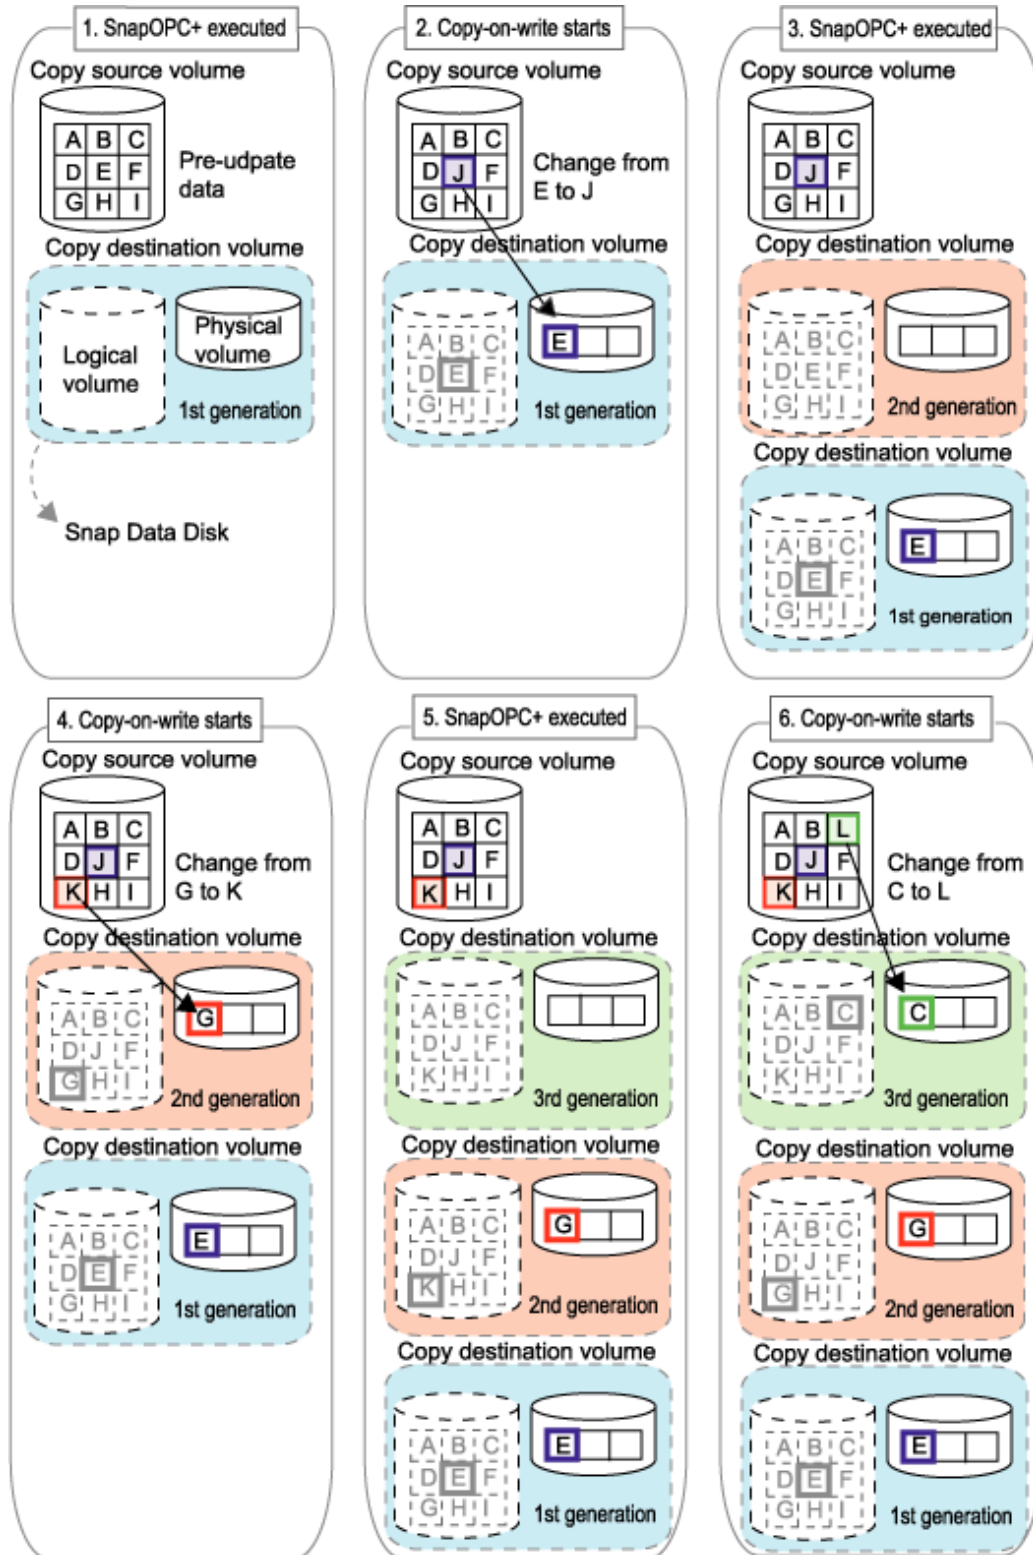 1. SnapOPC+ executed
Copy source volume
A B C
D E F
G H I
Pre-udpate
data
Copy destination volume
Logical
volume
Physical
volume
1st generation
Snap Data Disk
2. Copy-on-write starts
Copy source volume
A B C
D J F
G H I
Change from
E to J
Copy destination volume
A B C
D E F
G H I
E
1st generation
3. SnapOPC+ executed
Copy source volume
A B C
D J F
G H I
Copy destination volume
A B C
D E F
G H I
2nd generation
Copy destination volume
A B C
D E F
G H I
E
1st generation
4. Copy-on-write starts
Copy source volume
A B C
D J F
K H I
Change from
G to K
Copy destination volume
A B C
D J F
G H I
G
2nd generation
Copy destination volume
A B C
D E F
G H I
E
1st generation
5. SnapOPC+ executed
Copy source volume
A B C
D J F
K H I
Copy destination volume
A B C
D J F
K H I
3rd generation
Copy destination volume
A B C
D J F
K H I
G
2nd generation
Copy destination volume
A B C
D E F
G H I
E
1st generation
6. Copy-on-write starts
Copy source volume
A B L
D J F
K H I
Change from
C to L
Copy destination volume
A B C
D J F
K H I
C
3rd generation
Copy destination volume
A B C
D J F
G H I
G
2nd generation
Copy destination volume
A B C
D E F
G H I
E
1st generation